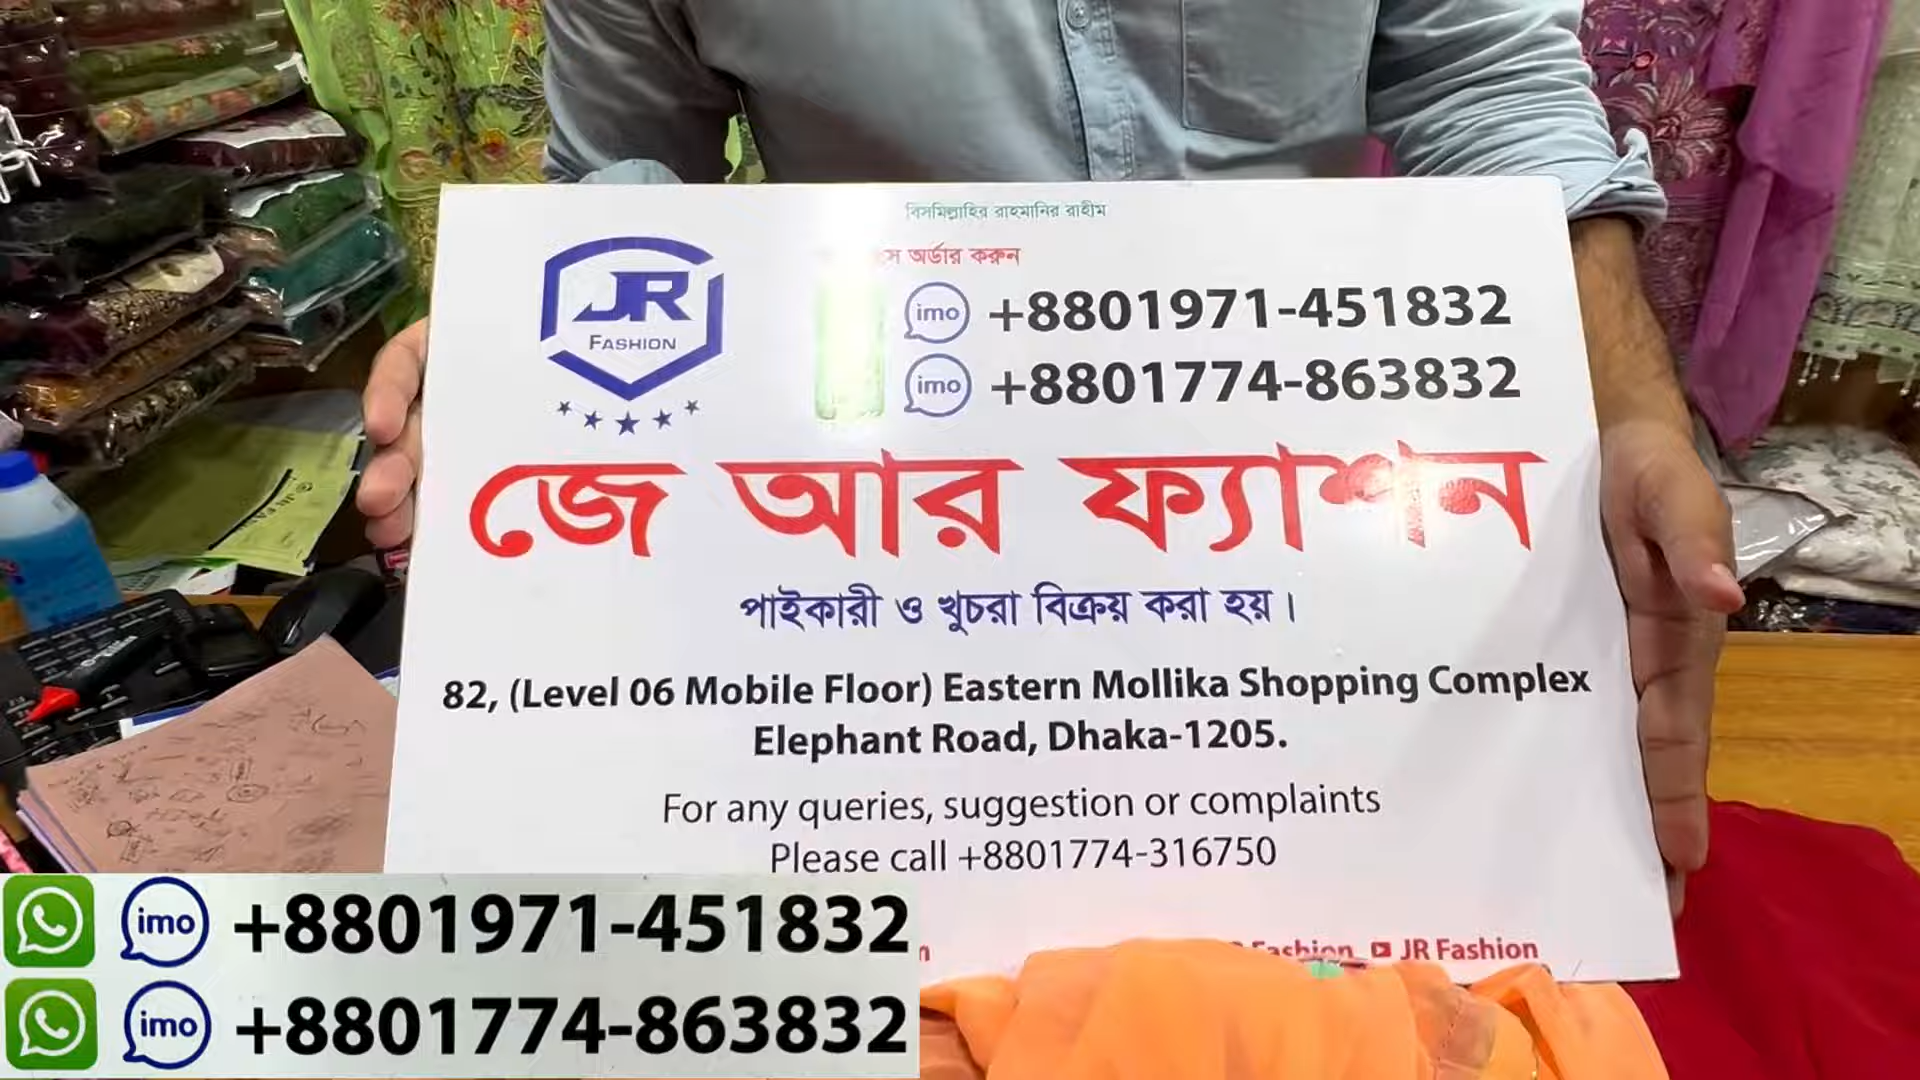 বিসমিল্লাহির রাহমানির রাহীম
অর্ডার করুন
JR
FASHION
imo +8801971-451832
imo +8801774-863832
জে আর ফ্যাশন
পাইকারী ও খুচরা বিক্রয় করা হয়।
82, (Level 06 Mobile Floor) Eastern Mollika Shopping Complex
Elephant Road, Dhaka-1205.
For any queries, suggestion or complaints
Please call +8801774-316750
Fashion JR Fashion
imo +8801971-451832
imo +8801774-863832